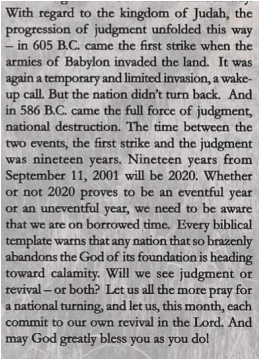 With regard to the kingdom of Judah, the
progression of judgment unfolded this way
– in 605 B.C. came the first strike when the
armies of Babylon invaded the land.  It was
again a temporary and limited invasion, a wake-
up call. But the nation didn't turn back.  And
in 586 B.C. came the full force of judgment,
national destruction. The time between the
two events, the first strike and the judgment
was nineteen years. Nineteen years from
September 11, 2001 will be 2020. Whether
or not 2020 proves to be an eventful year
or an uneventful year, we need to be aware
that we are on borrowed time.  Every biblical
template warns that any nation that so brazenly
abandons the God of its foundation is heading
toward calamity. Will we see judgment or
revival – or both?  Let us all the more pray for
a national turning, and let us, this month, each
commit to our own revival in the Lord. And
may God greatly bless you as you do!